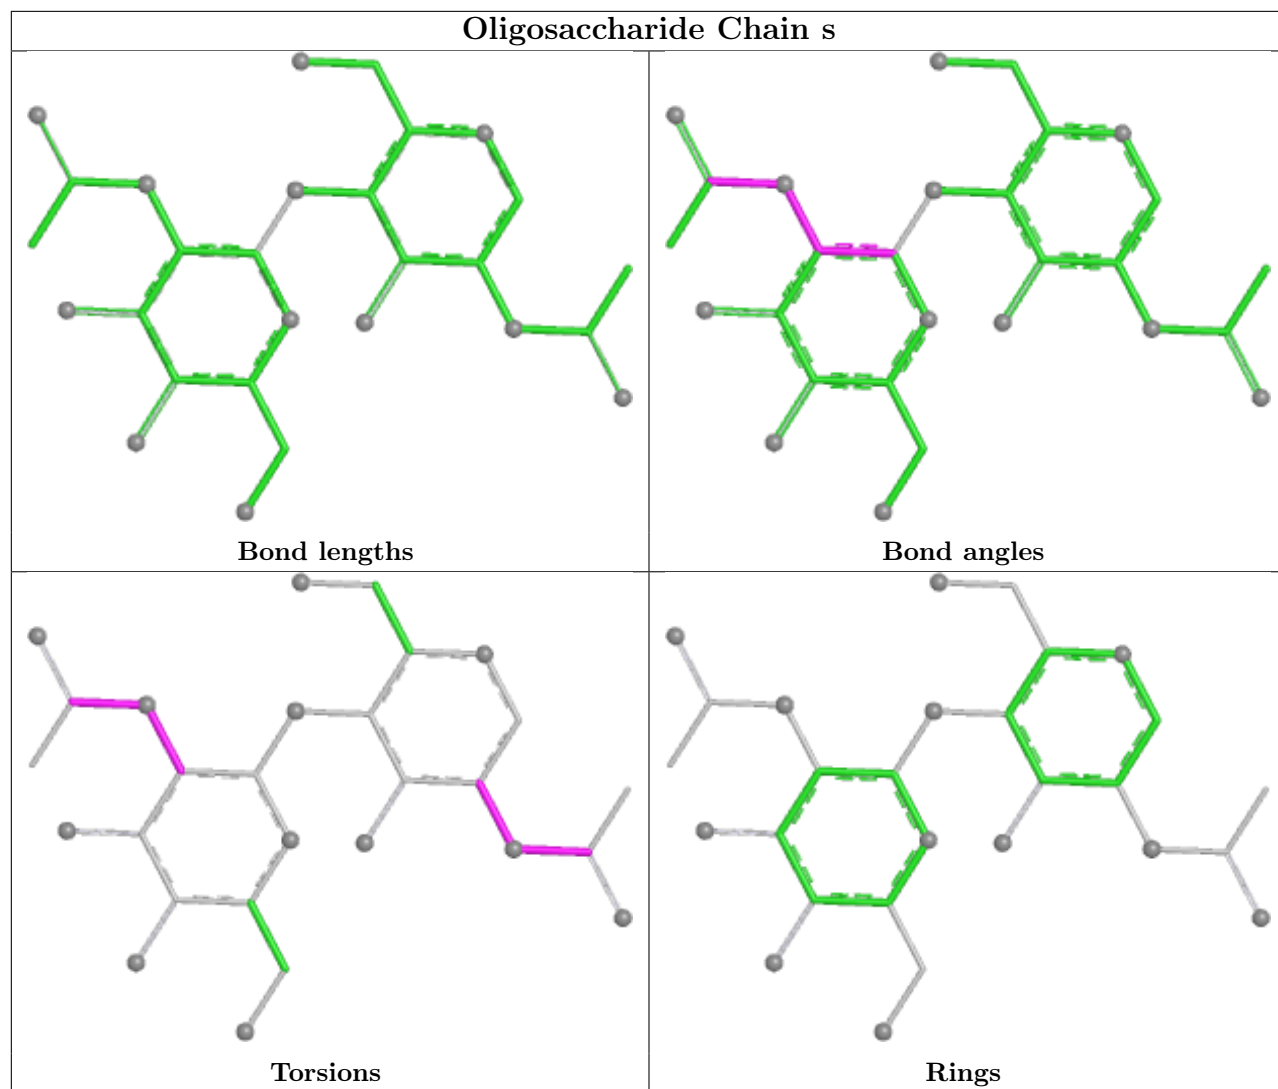 Oligosaccharide Chain s
Bond lengths
Bond angles
Torsions
Rings